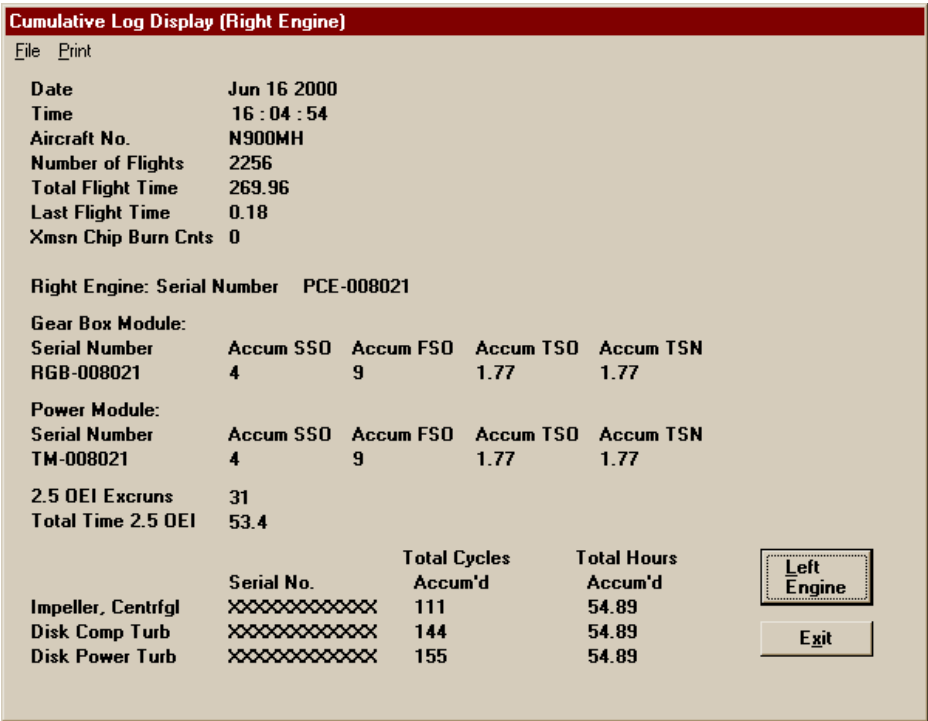 Cumulative Log Display (Right Engine)
File Print
Date Jun 16 2000
Time 16 : 04 : 54
Aircraft No. N900MH
Number of Flights 2256
Total Flight Time 269.96
Last Flight Time 0.18
Xmsn Chip Burn Cnts 0
Right Engine: Serial Number PCE-008021
Gear Box Module:
Serial Number Accum SSO Accum FSO Accum TSO Accum TSN
RGB-008021 4 9 1.77 1.77
Power Module:
Serial Number Accum SSO Accum FSO Accum TSO Accum TSN
TM-008021 4 9 1.77 1.77
2.5 OEI Excruns 31
Total Time 2.5 OEI 53.4
Total Cycles Total Hours
Serial No. Accum'd Accum'd
Impeller, Centrfgl XXXXXXXXXXXX 111 54.89
Disk Comp Turb XXXXXXXXXXXX 144 54.89
Disk Power Turb XXXXXXXXXXXX 155 54.89
Left
Engine
Exit